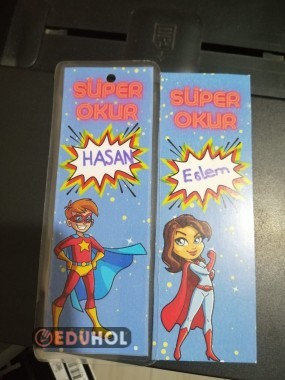 SÜPER
OKUR
HASAN
EDUHOL
SÜPER
OKUR
Eslem